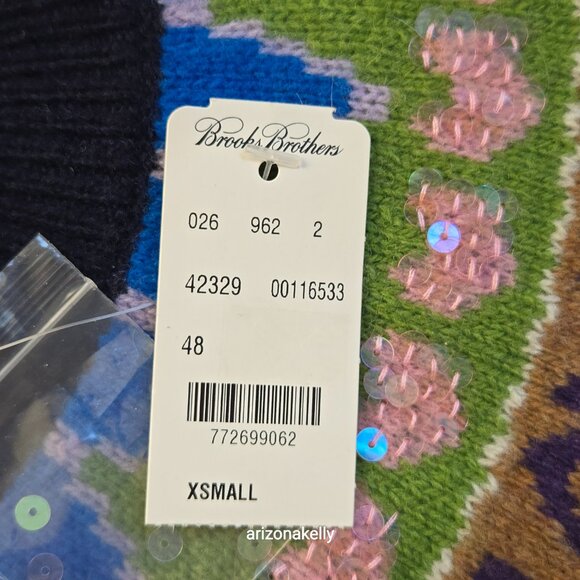 Brooks Brothers
026 962 2
42329 00116533
48
772699062
XSMALL
arizonakelly